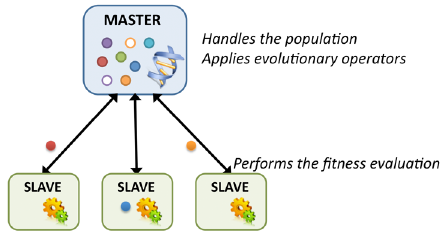 MASTER
Handles the population
Applies evolutionary operators
Performs the fitness evaluation
SLAVE
SLAVE
SLAVE